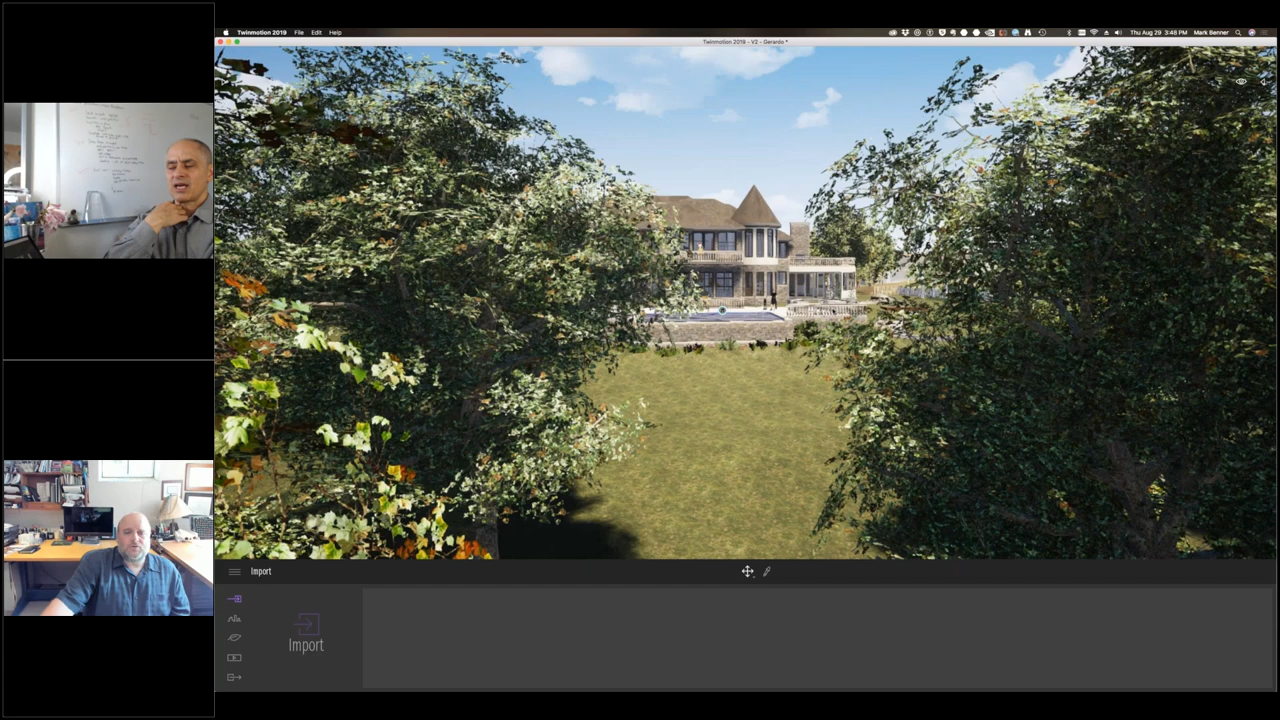 Twinmotion 2019 File Edit Help
Thu Aug 29 3:48 PM Mark Benner
Twinmotion 2019 - V2 - Gerardo *
Import
Import